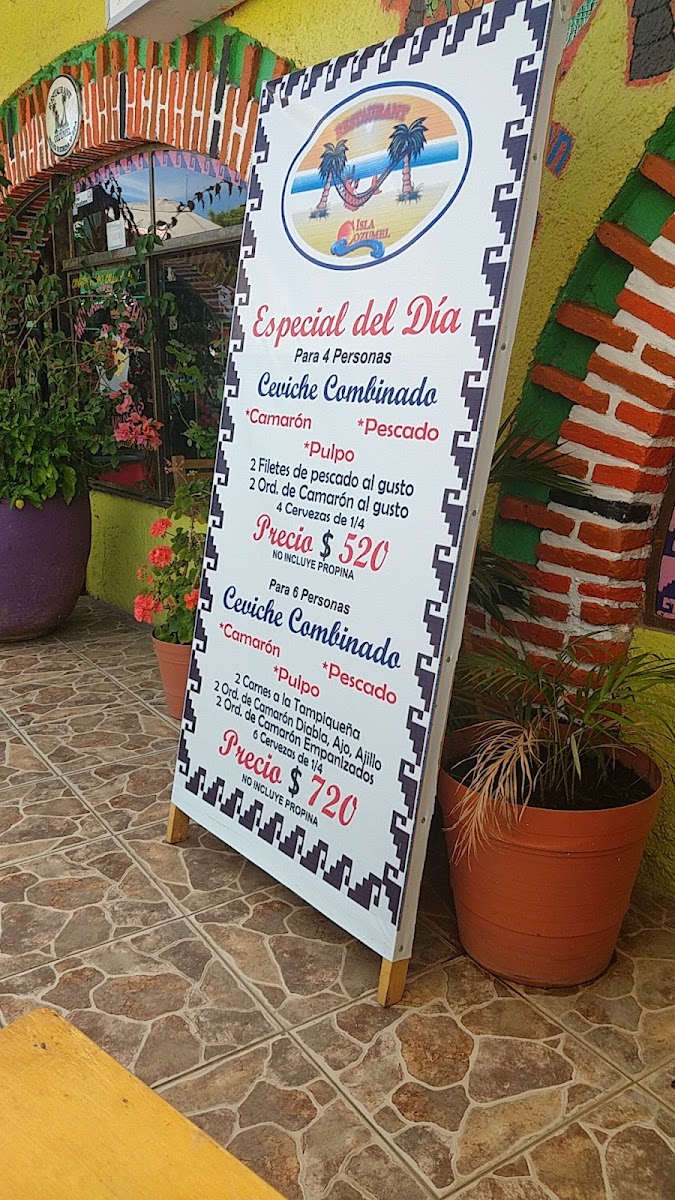 RESTAURANT
ISLA
COZUMEL
Especial del Día
Para 4 Personas
Ceviche Combinado
*Camarón *Pescado
*Pulpo
2 Filetes de pescado al gusto
2 Ord. de Camarón al gusto
4 Cervezas de 1/4
Precio $ 520
NO INCLUYE PROPINA
Para 6 Personas
Ceviche Combinado
*Camarón *Pescado
*Pulpo
2 Carnes a la Tampiqueña
2 Ord. de Camarón Diabla, Ajo, Ajillo
2 Ord. de Camarón Empanizados
6 Cervezas de 1/4
Precio $ 720
NO INCLUYE PROPINA